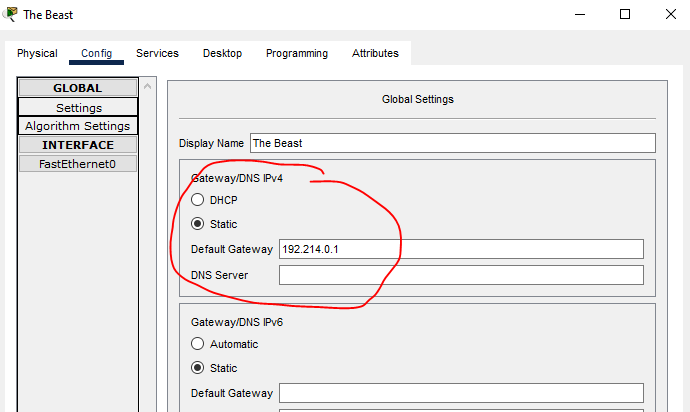 The Beast
Physical Config Services Desktop Programming Attributes
GLOBAL
Settings
Algorithm Settings
INTERFACE
FastEthernet0
Global Settings
Display Name The Beast
Gateway/DNS IPv4
DHCP
Static
Default Gateway 192.214.0.1
DNS Server
Gateway/DNS IPv6
Automatic
Static
Default Gateway